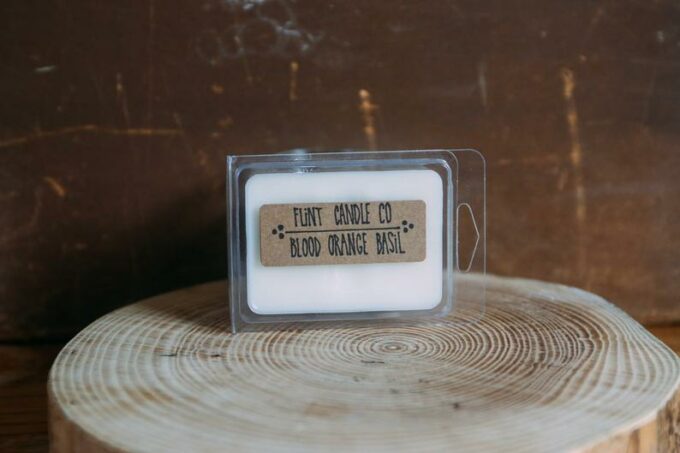 FLiNT CANDLE CO
BLOOD ORANGE BASiL